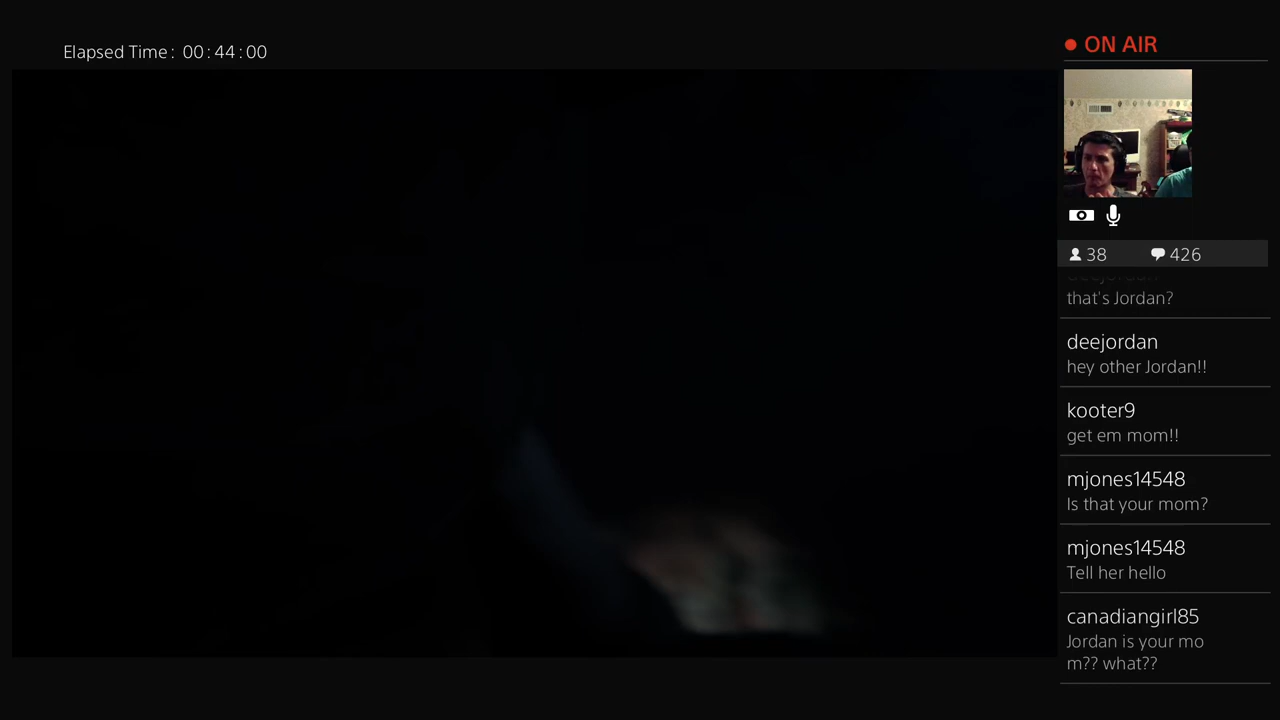 Elapsed Time: 00:44:00
ON AIR
38 426
that's Jordan?
deejordan
hey other Jordan!!
kooter9
get em mom!!
mjones14548
Is that your mom?
mjones14548
Tell her hello
canadiangirl85
Jordan is your mo
m?? what??